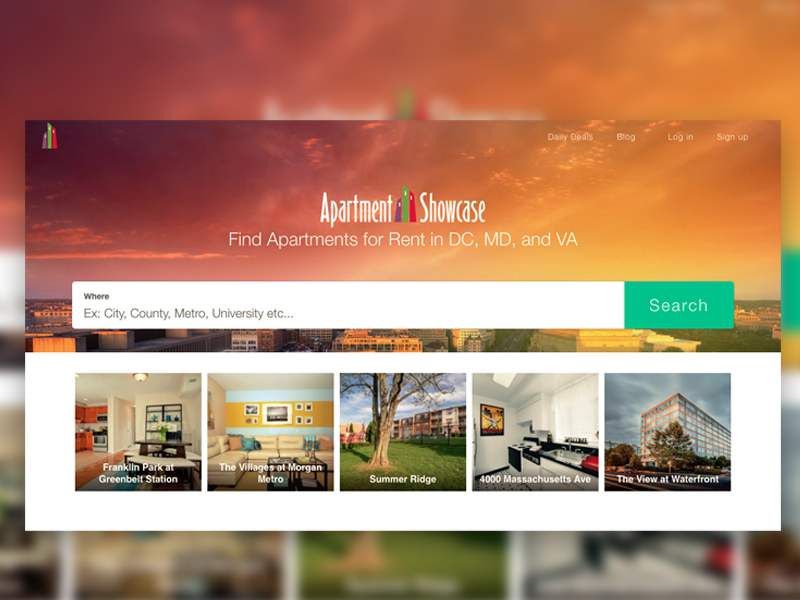 Daily Deals Blog Log in Sign up
Apartment Showcase
Find Apartments for Rent in DC, MD, and VA
Where
Ex: City, County, Metro, University etc...
Search
Franklin Park at
Greenbelt Station
The Villages at Morgan
Metro
Summer Ridge
4000 Massachusetts Ave
The View at Waterfront